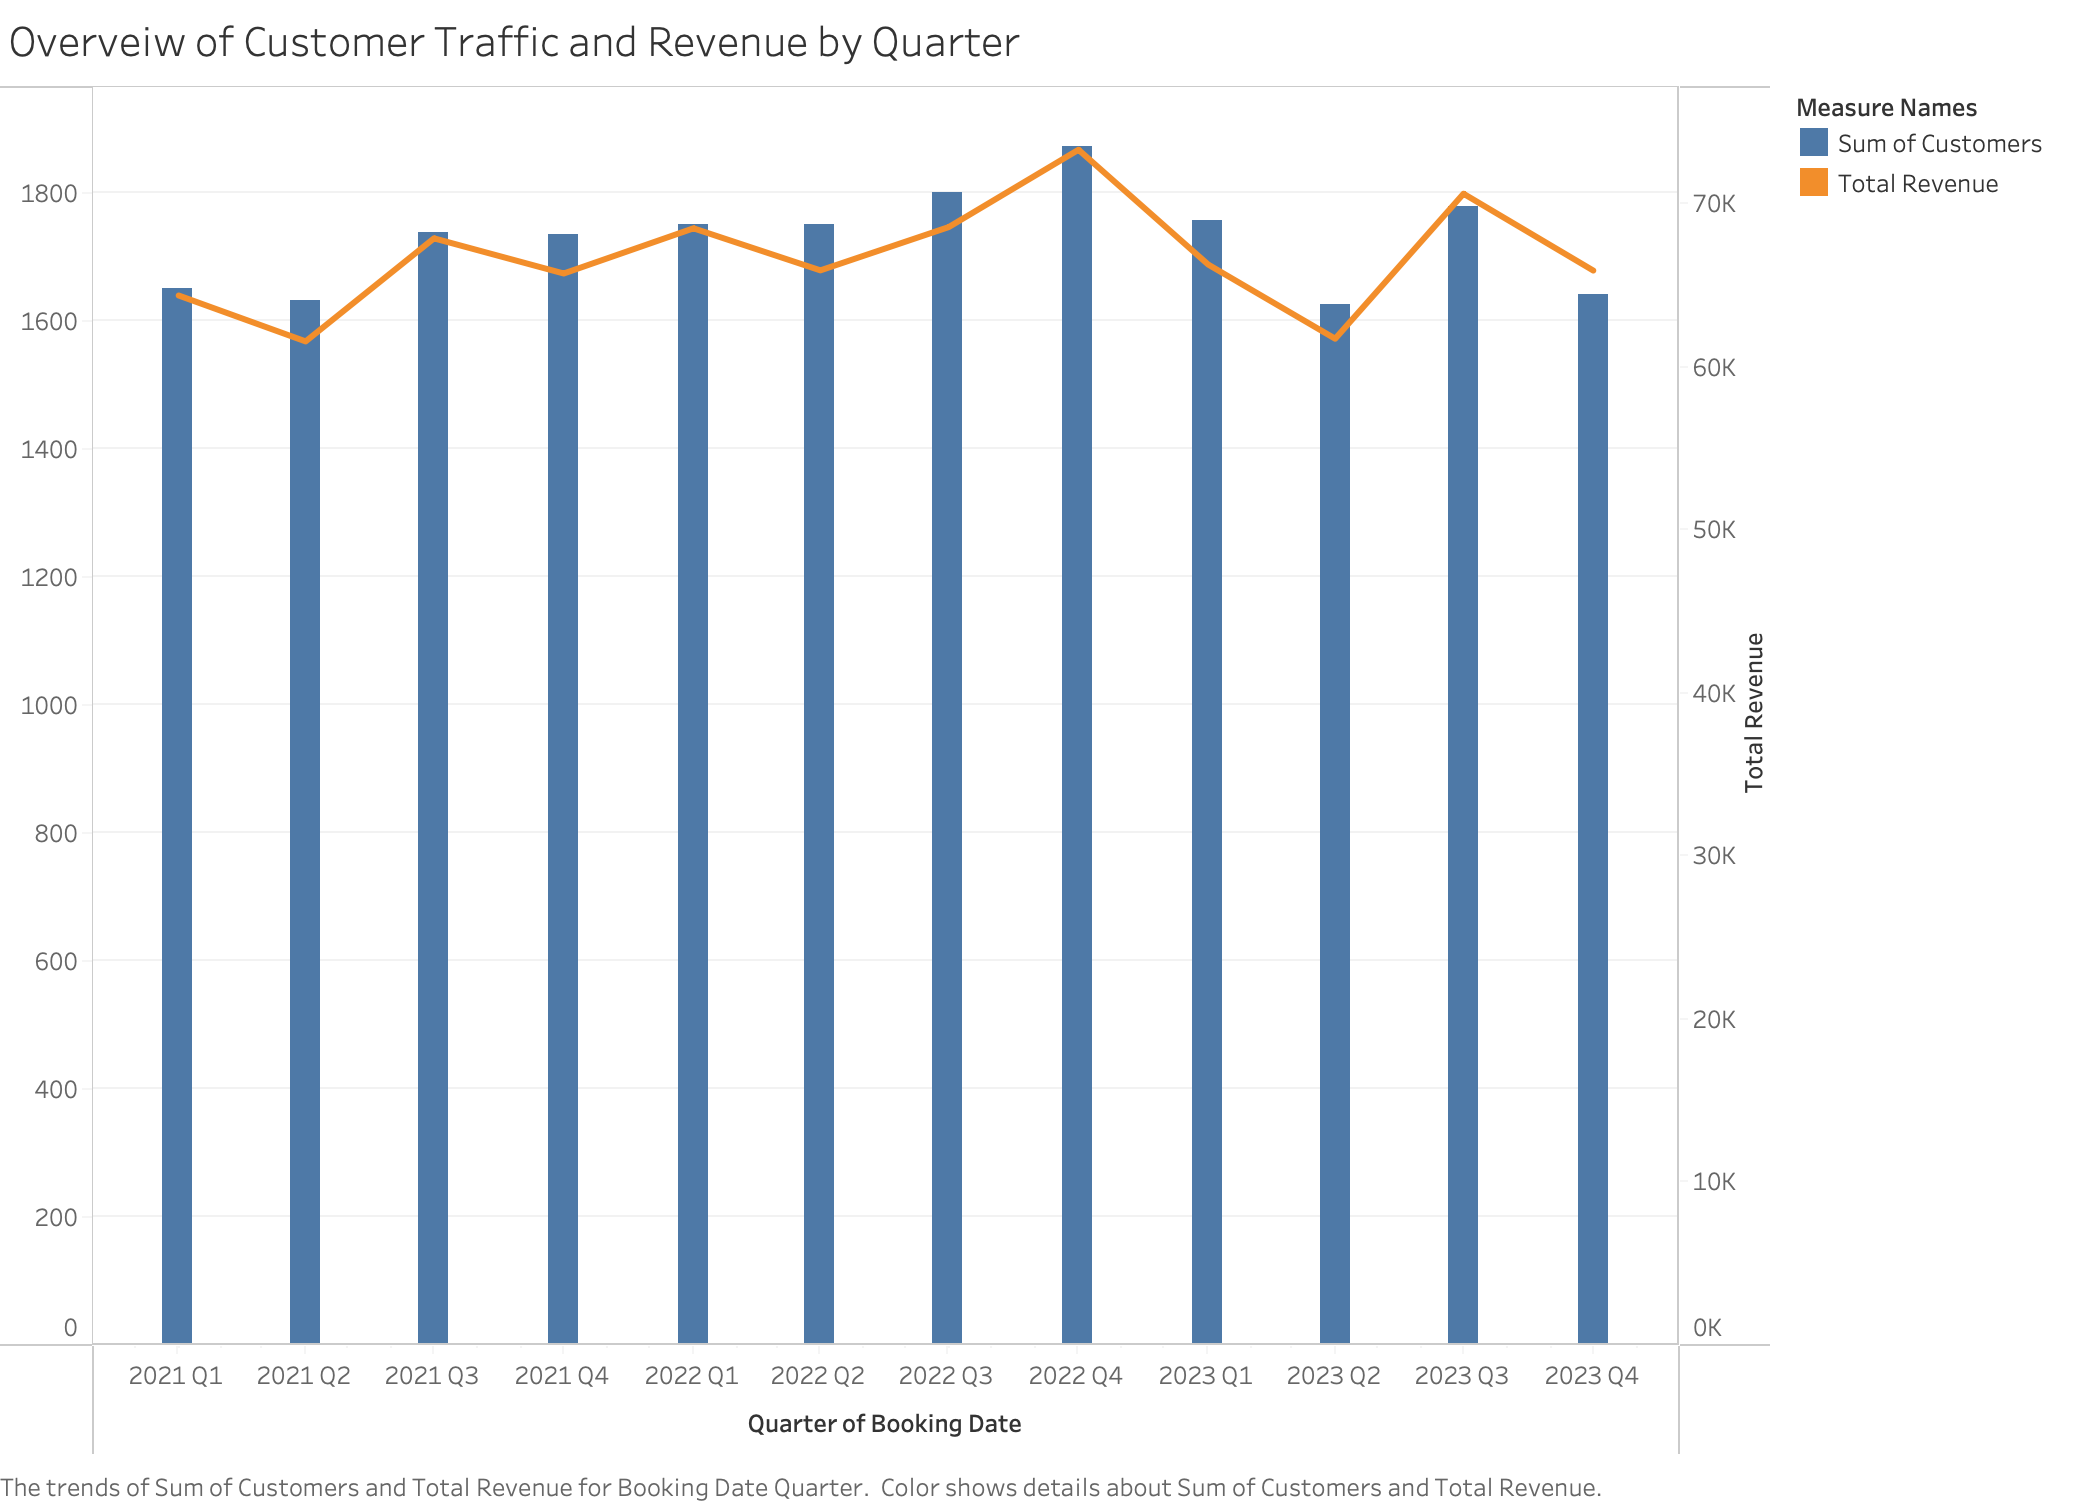 Overveiw of Customer Traffic and Revenue by Quarter
Measure Names
Sum of Customers
Total Revenue
1800
1600
1400
1200
1000
800
600
400
200
0
70K
60K
50K
40K
30K
20K
10K
0K
Total Revenue
2021 Q1 2021 Q2 2021 Q3 2021 Q4 2022 Q1 2022 Q2 2022 Q3 2022 Q4 2023 Q1 2023 Q2 2023 Q3 2023 Q4
Quarter of Booking Date
The trends of Sum of Customers and Total Revenue for Booking Date Quarter.  Color shows details about Sum of Customers and Total Revenue.